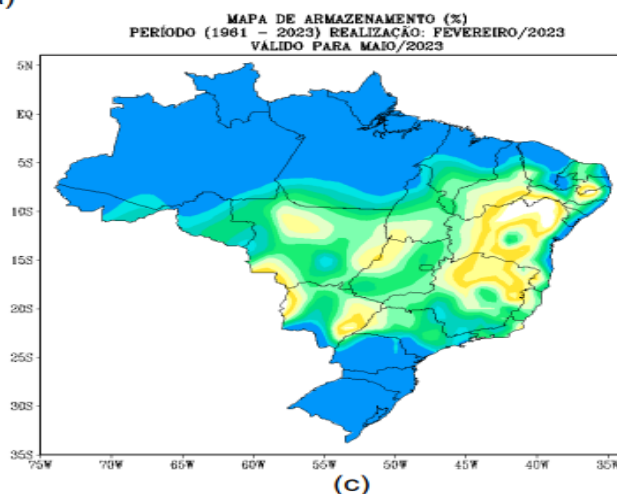 MAPA DE ARMAZENAMENTO (%)
PERÍODO (1961 – 2023) REALIZAÇÃO: FEVEREIRO/2023
VÁLIDO PARA MAIO/2023
5N
EQ
5S
10S
15S
20S
25S
30S
35S
75W 70W 65W 60W 55W 50W 45W 40W 35W
(c)